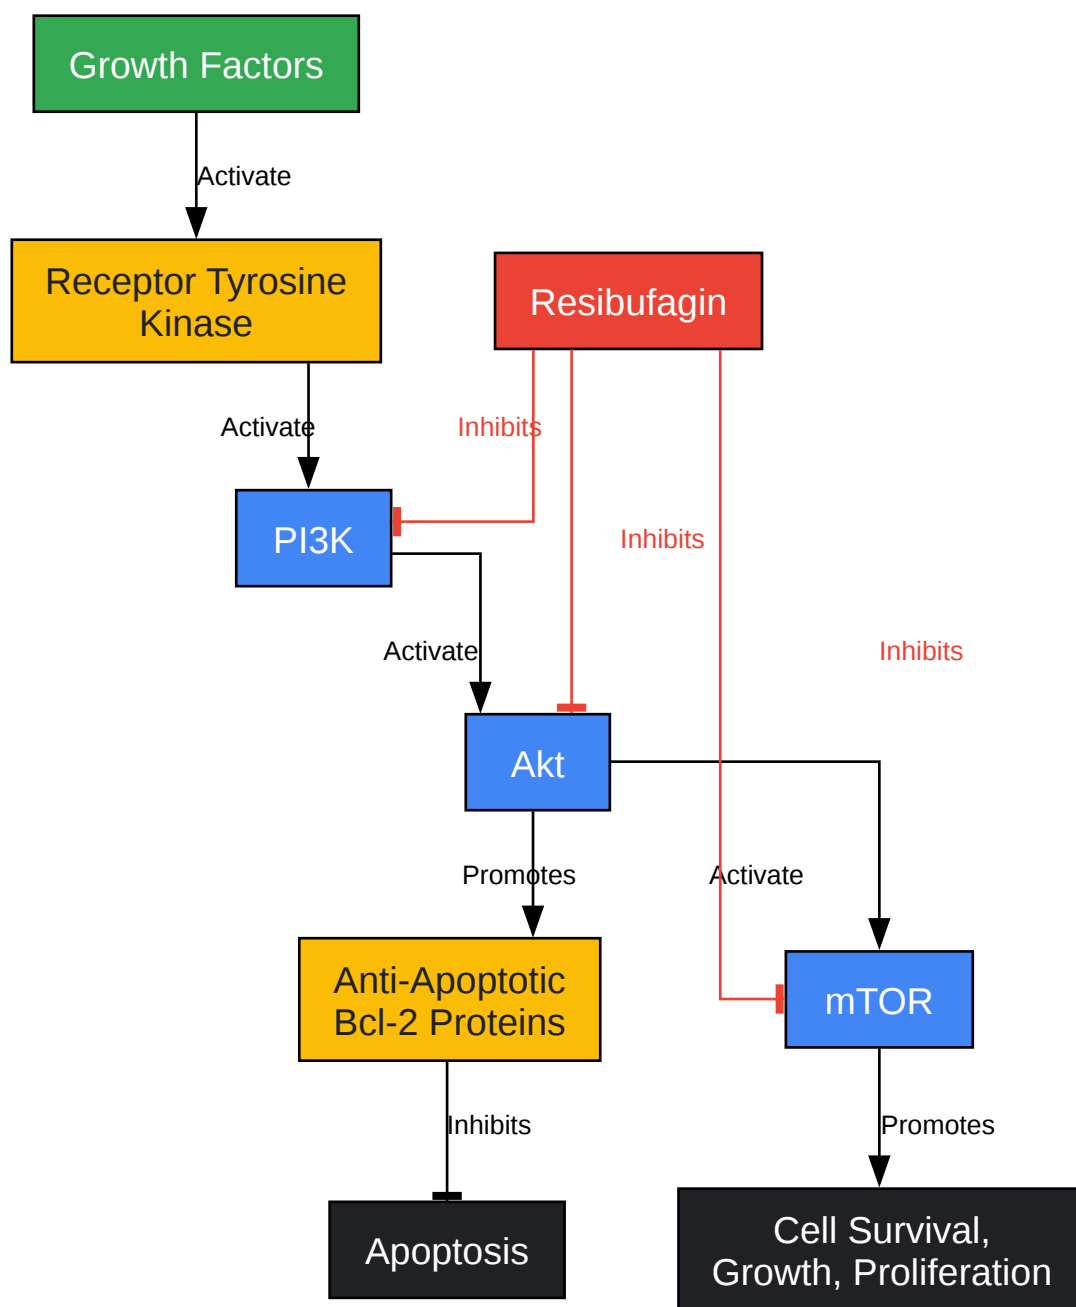 Growth Factors
Activate
Receptor Tyrosine
Kinase
Resibufagin
Activate
Inhibits
PI3K
Inhibits
Activate
Inhibits
Akt
Promotes
Activate
Anti-Apoptotic
Bcl-2 Proteins
mTOR
Inhibits
Promotes
Apoptosis
Cell Survival,
Growth, Proliferation